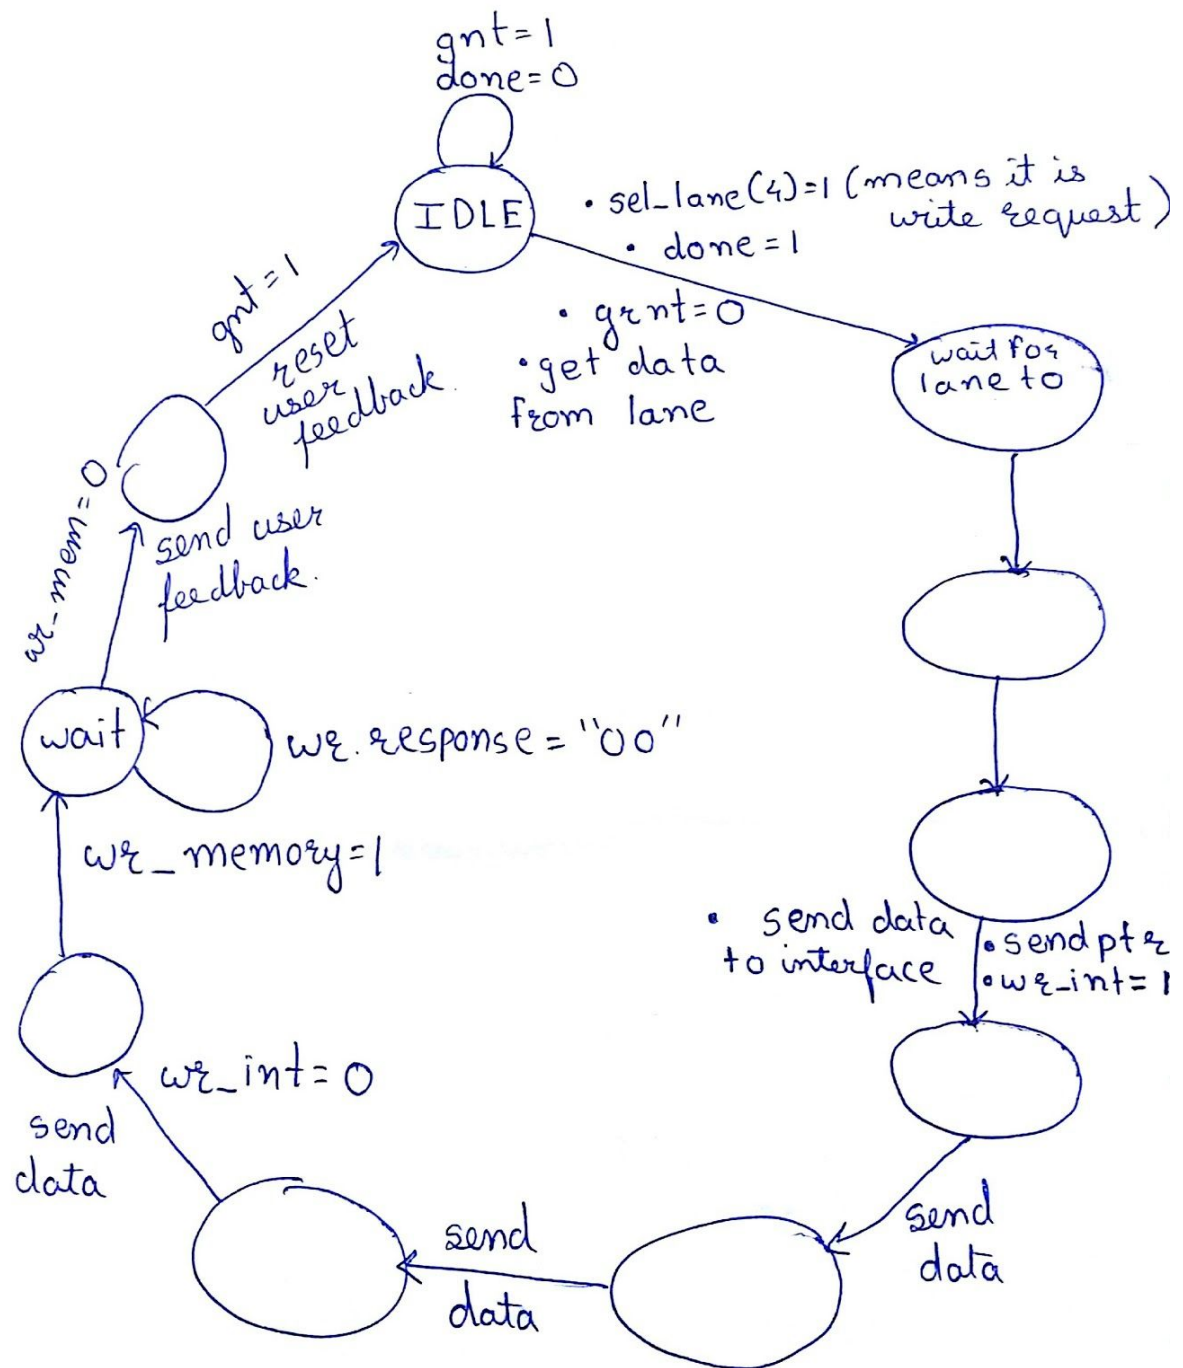 gnt=1
done=0
IDLE
• sel_lane(4)=1 (means it is
write request)
• done=1
• grnt=0
• get data
from lane
wait for
lane to
• send data
to interface
• send ptr
• wr_int=1
send
data
send
data
wr_int=0
send
data
wr_memory=1
wait
wr.response="00"
wr_mem=0
send user
feedback.
gnt=1
reset
user
feedback.